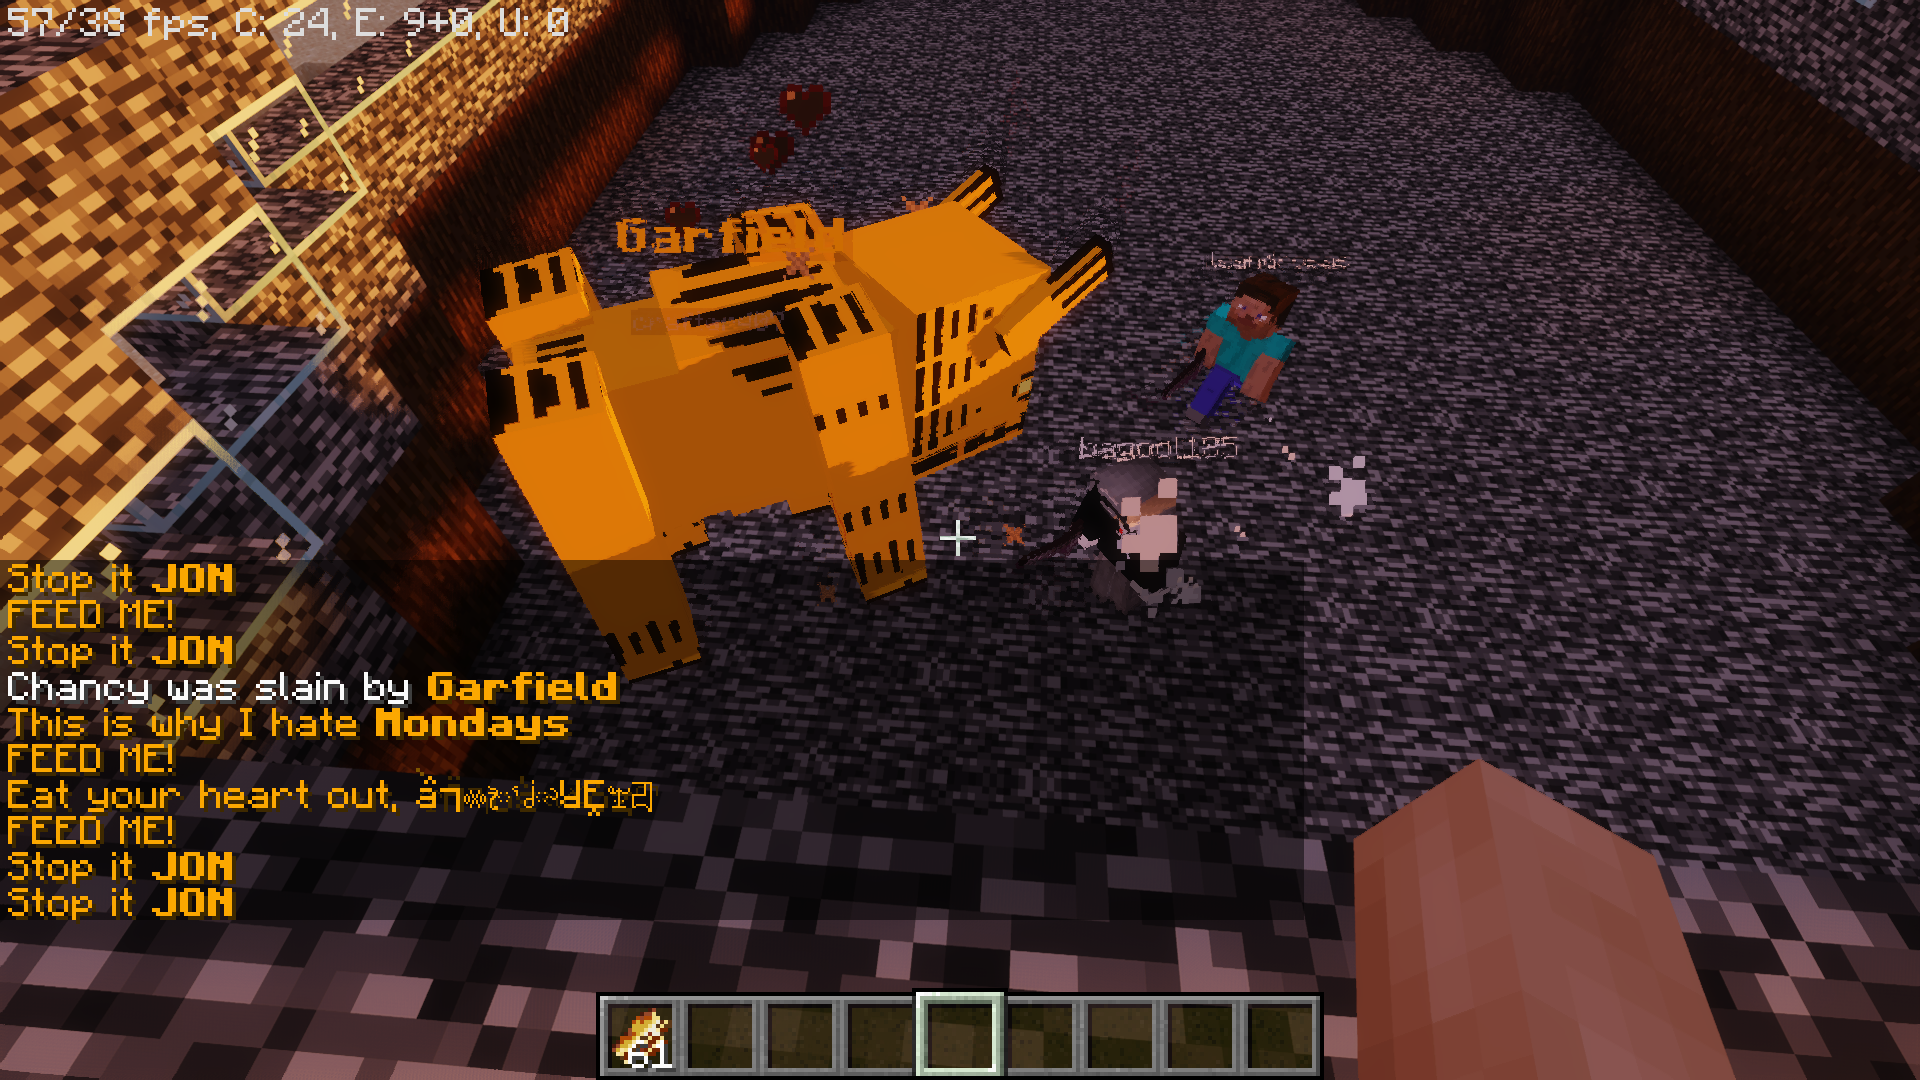 57/38 fps, C: 24, E: 9+0, U: 0
Garfield
bagool185
Stop it JON
FEED ME!
Stop it JON
Chancy was slain by Garfield
This is why I hate Mondays
FEED ME!
Eat your heart out,
FEED ME!
Stop it JON
Stop it JON
61